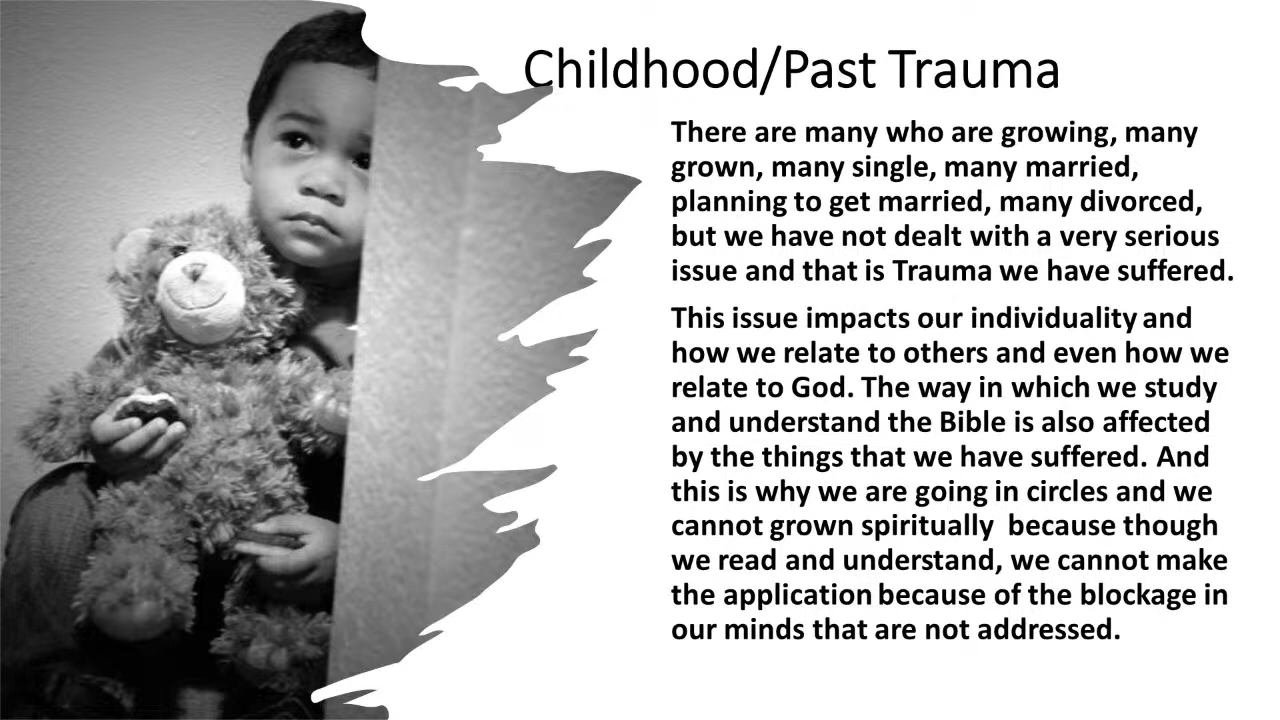 Childhood/Past Trauma
There are many who are growing, many
grown, many single, many married,
planning to get married, many divorced,
but we have not dealt with a very serious
issue and that is Trauma we have suffered.
This issue impacts our individuality and
how we relate to others and even how we
relate to God. The way in which we study
and understand the Bible is also affected
by the things that we have suffered. And
this is why we are going in circles and we
cannot grown spiritually  because though
we read and understand, we cannot make
the application because of the blockage in
our minds that are not addressed.